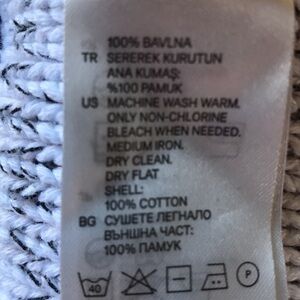 100% BAVLNA
TR SEREREK KURUTUN
ANA KUMAŞ:
%100 PAMUK
US MACHINE WASH WARM.
ONLY NON-CHLORINE
BLEACH WHEN NEEDED.
MEDIUM IRON.
DRY CLEAN.
DRY FLAT
SHELL:
100% COTTON
BG СУШЕТЕ ЛЕГНАЛО
ВЪНШНА ЧАСТ:
100% ПАМУК
40 P